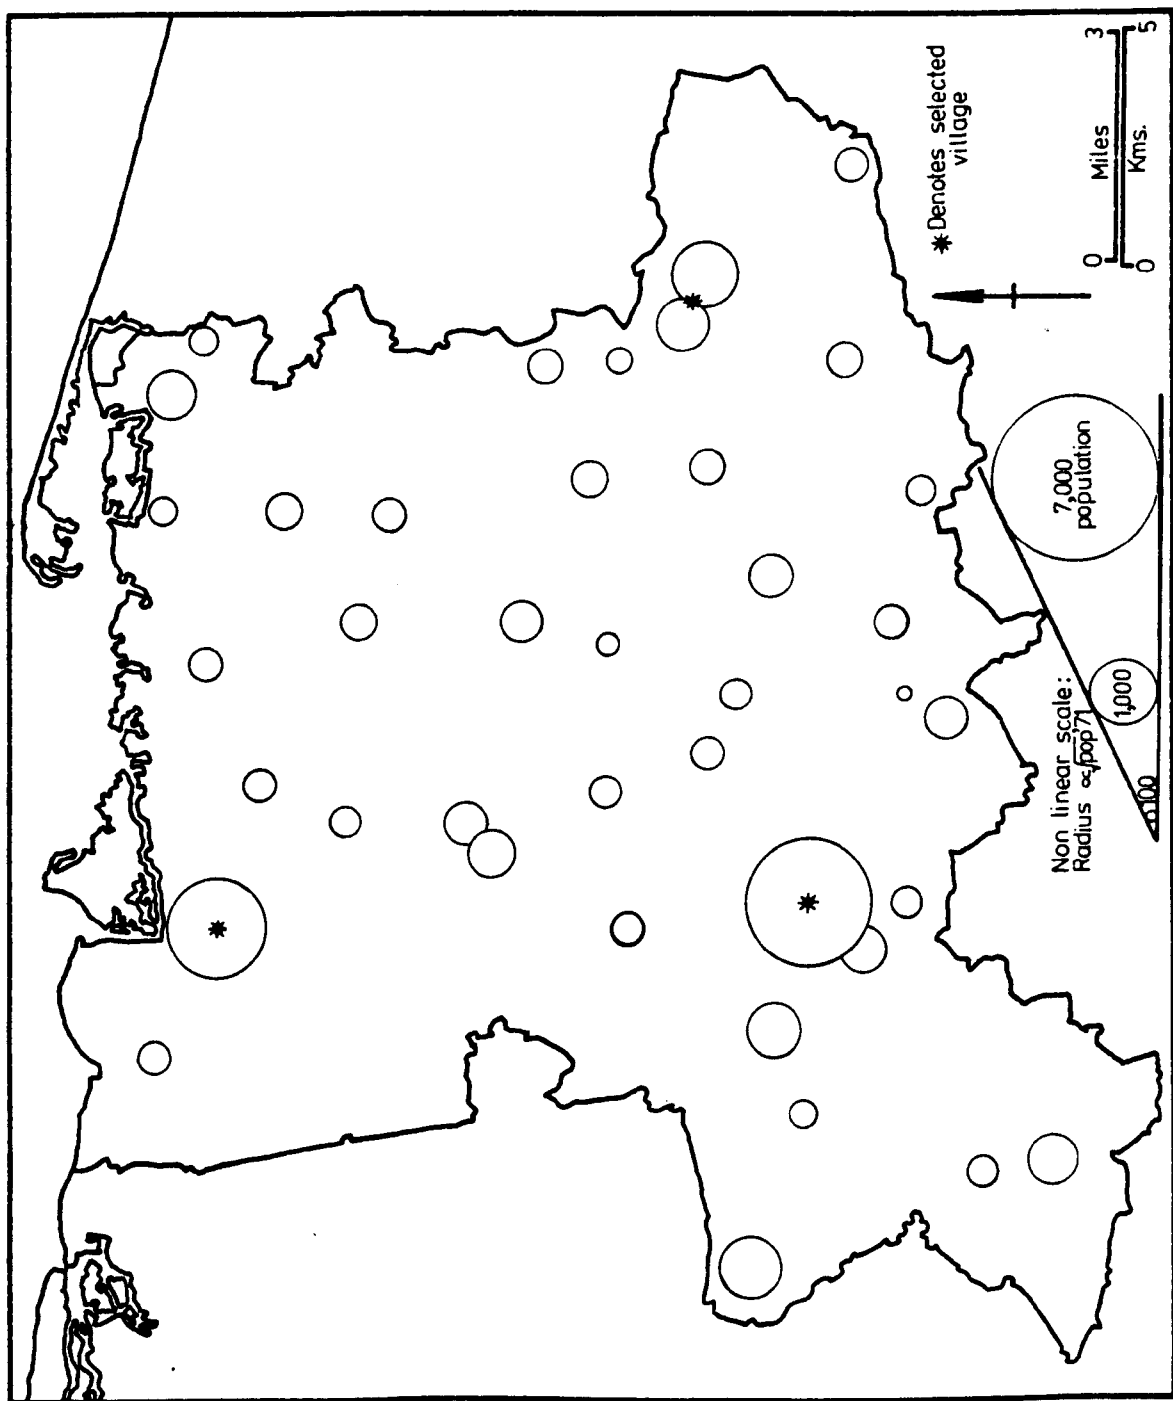 ✷ Denotes selected
village
0 3
Miles
Kms.
0 5
Non linear scale:
Radius ∝√pop'71
100
1,000
7,000
population